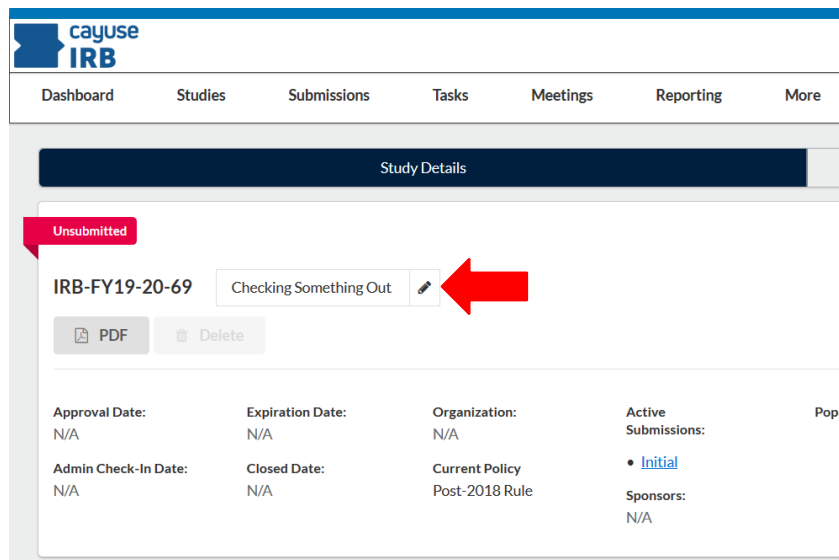 cayuse
IRB
Dashboard Studies Submissions Tasks Meetings Reporting More
Study Details
Unsubmitted
IRB-FY19-20-69 Checking Something Out
PDF Delete
Approval Date: Expiration Date: Organization: Active Submissions: Pop
N/A N/A N/A
Initial
Admin Check-In Date: Closed Date: Current Policy
N/A N/A Post-2018 Rule
Sponsors:
N/A